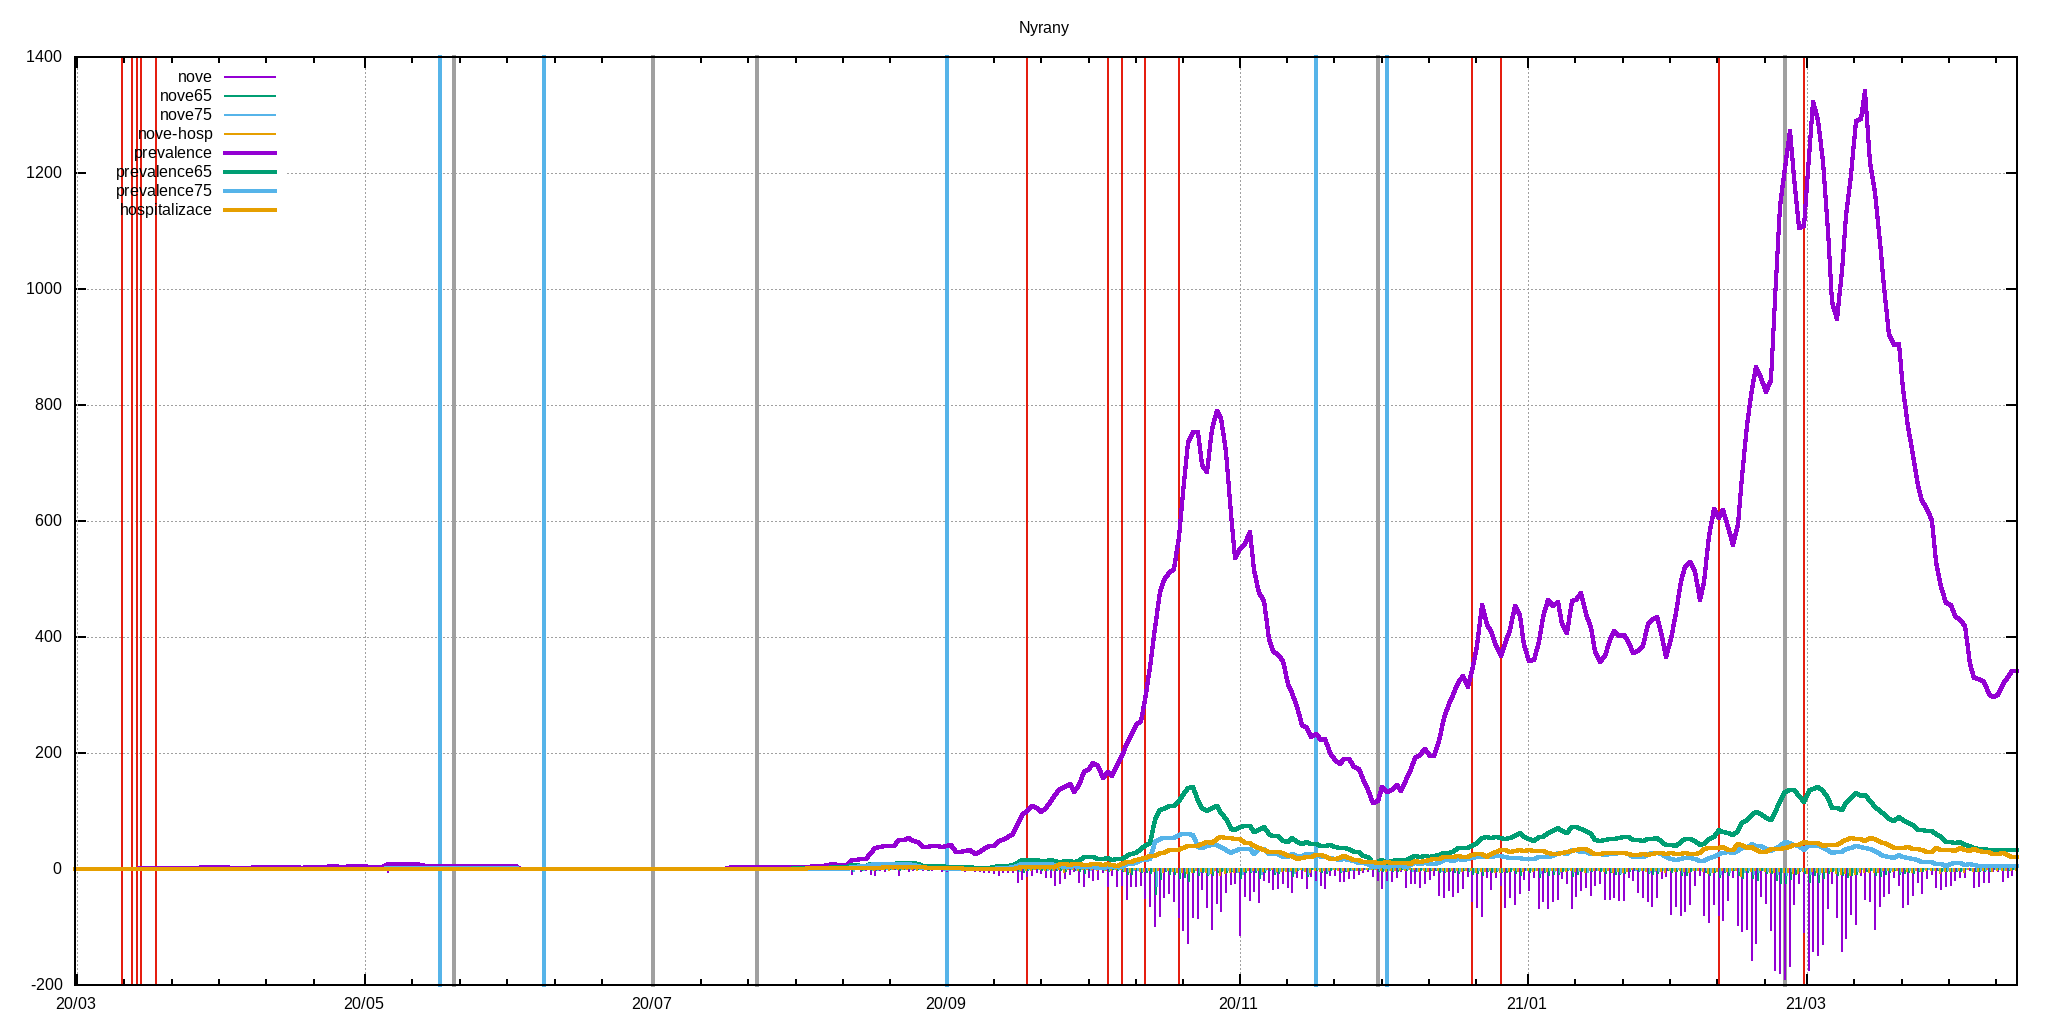 Nyrany
1400
1200
1000
800
600
400
200
0
-200
nove
nove65
nove75
nove-hosp
prevalence
prevalence65
prevalence75
hospitalizace
20/03 20/05 20/07 20/09 20/11 21/01 21/03